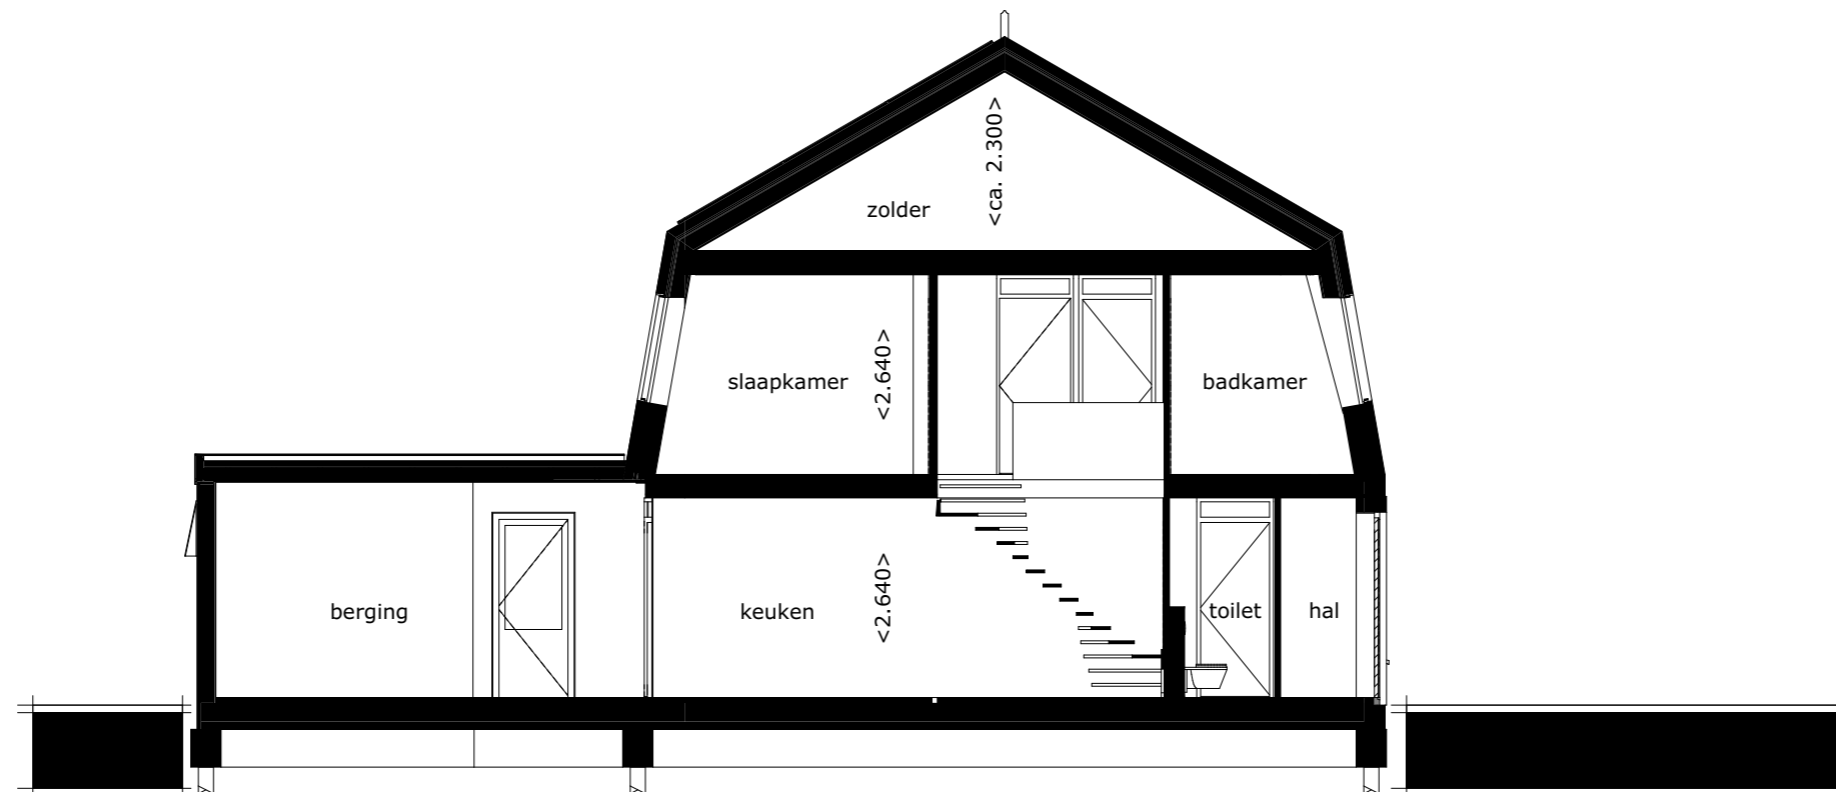 <ca. 2.300>
zolder
slaapkamer
<2.640>
badkamer
berging
keuken
<2.640>
toilet
hal